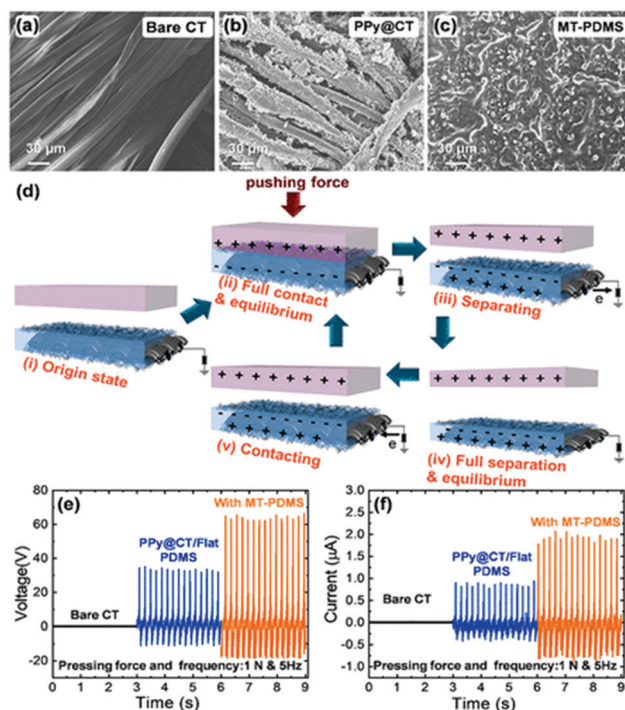 (a) Bare CT
30 μm
(b) PPy@CT
30 μm
(c) MT-PDMS
30 μm
(d)
pushing force
+ + + + + + + +
- - - - - - - -
(ii) Full contact
& equilibrium
+ + + + + + + +
e
(iii) Separating
(i) Origin state
+ + + + + + + +
e
(v) Contacting
+ + + + + + + +
(iv) Full separation
& equilibrium
(e)
With MT-PDMS
PPy@CT/Flat
PDMS
Bare CT
Pressing force and frequency:1 N & 5Hz
Voltage(V)
80
60
40
20
0
-20
0 1 2 3 4 5 6 7 8 9
Time (s)
(f)
With MT-PDMS
PPy@CT/Flat
PDMS
Bare CT
Pressing force and frequency:1 N & 5Hz
Current (μA)
3.0
2.5
2.0
1.5
1.0
0.5
0.0
-0.5
-1.0
0 1 2 3 4 5 6 7 8 9
Time (s)